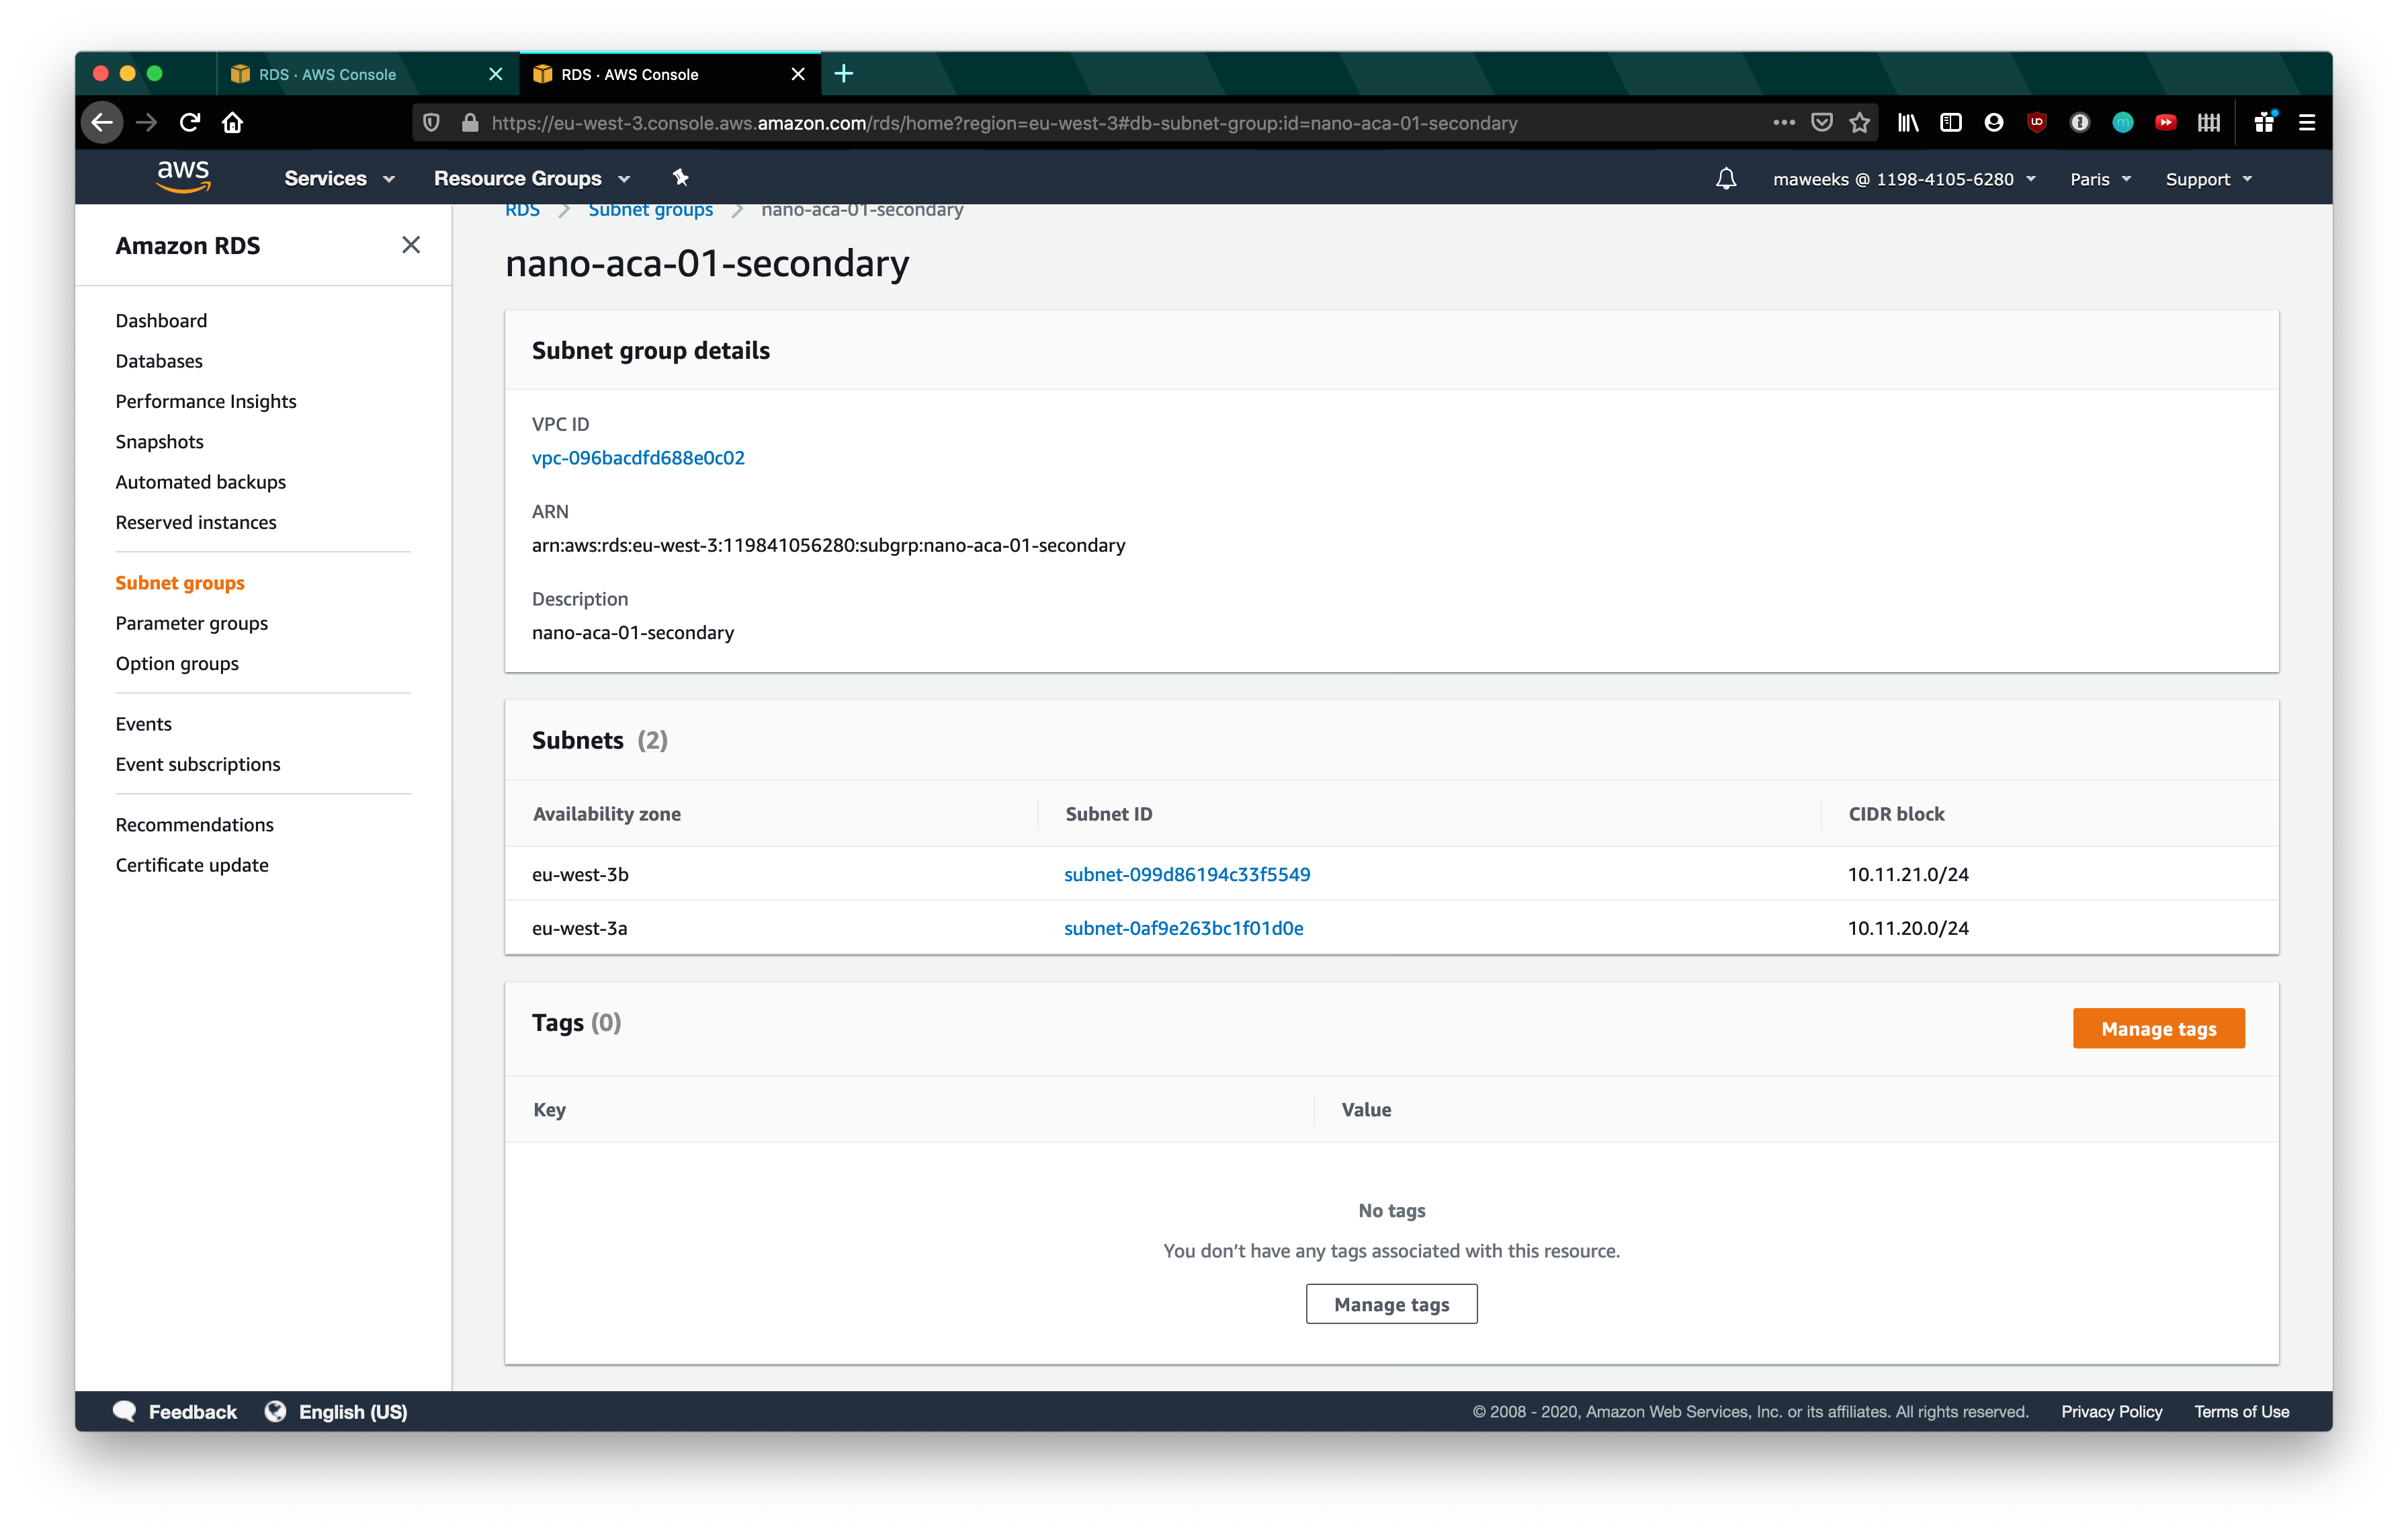 RDS · AWS Console
RDS · AWS Console
https://eu-west-3.console.aws.amazon.com/rds/home?region=eu-west-3#db-subnet-group:id=nano-aca-01-secondary
aws
Services
Resource Groups
maweeks @ 1198-4105-6280
Paris
Support
RDS
Subnet groups
nano-aca-01-secondary
Amazon RDS
Dashboard
Databases
Performance Insights
Snapshots
Automated backups
Reserved instances
Subnet groups
Parameter groups
Option groups
Events
Event subscriptions
Recommendations
Certificate update
nano-aca-01-secondary
Subnet group details
VPC ID
vpc-096bacdfd688e0c02
ARN
arn:aws:rds:eu-west-3:119841056280:subgrp:nano-aca-01-secondary
Description
nano-aca-01-secondary
Subnets (2)
Availability zone Subnet ID CIDR block
eu-west-3b subnet-099d86194c33f5549 10.11.21.0/24
eu-west-3a subnet-0af9e263bc1f01d0e 10.11.20.0/24
Tags (0)
Manage tags
Key Value
No tags
You don’t have any tags associated with this resource.
Manage tags
Feedback
English (US)
© 2008 - 2020, Amazon Web Services, Inc. or its affiliates. All rights reserved.
Privacy Policy
Terms of Use